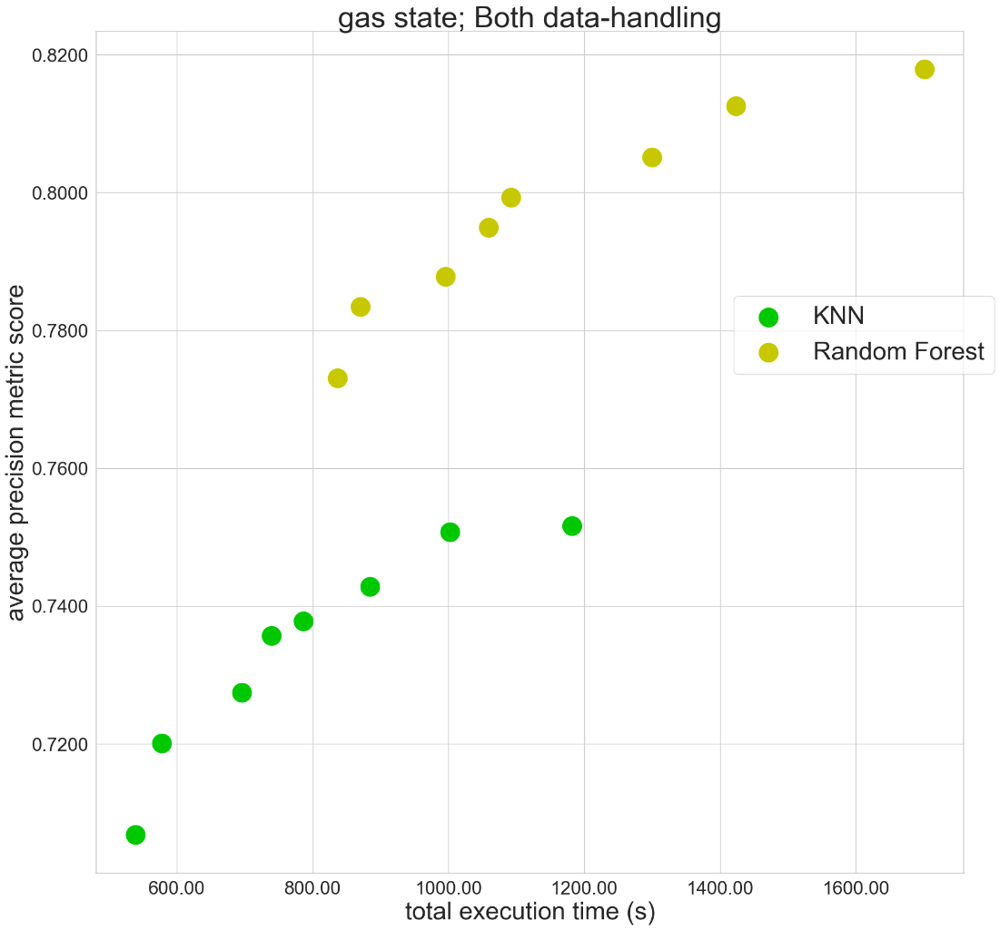 gas state; Both data-handling
0.8200
0.8000
0.7800
0.7600
0.7400
0.7200
average precision metric score
KNN
Random Forest
600.00 800.00 1000.00 1200.00 1400.00 1600.00
total execution time (s)